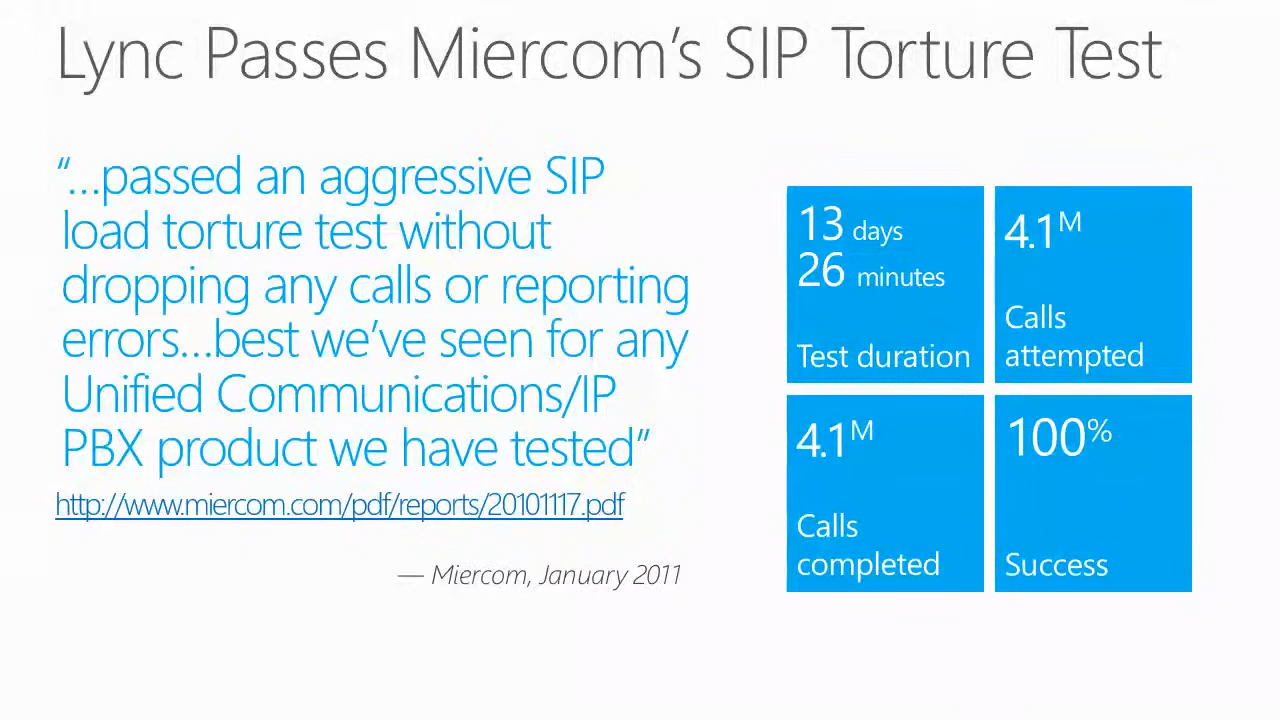 Lync Passes Miercom’s SIP Torture Test
“…passed an aggressive SIP
load torture test without
dropping any calls or reporting
errors…best we’ve seen for any
Unified Communications/IP
PBX product we have tested”
http://www.miercom.com/pdf/reports/20101117.pdf
— Miercom, January 2011
13 days
26 minutes
Test duration
4.1M
Calls
attempted
4.1M
Calls
completed
100%
Success